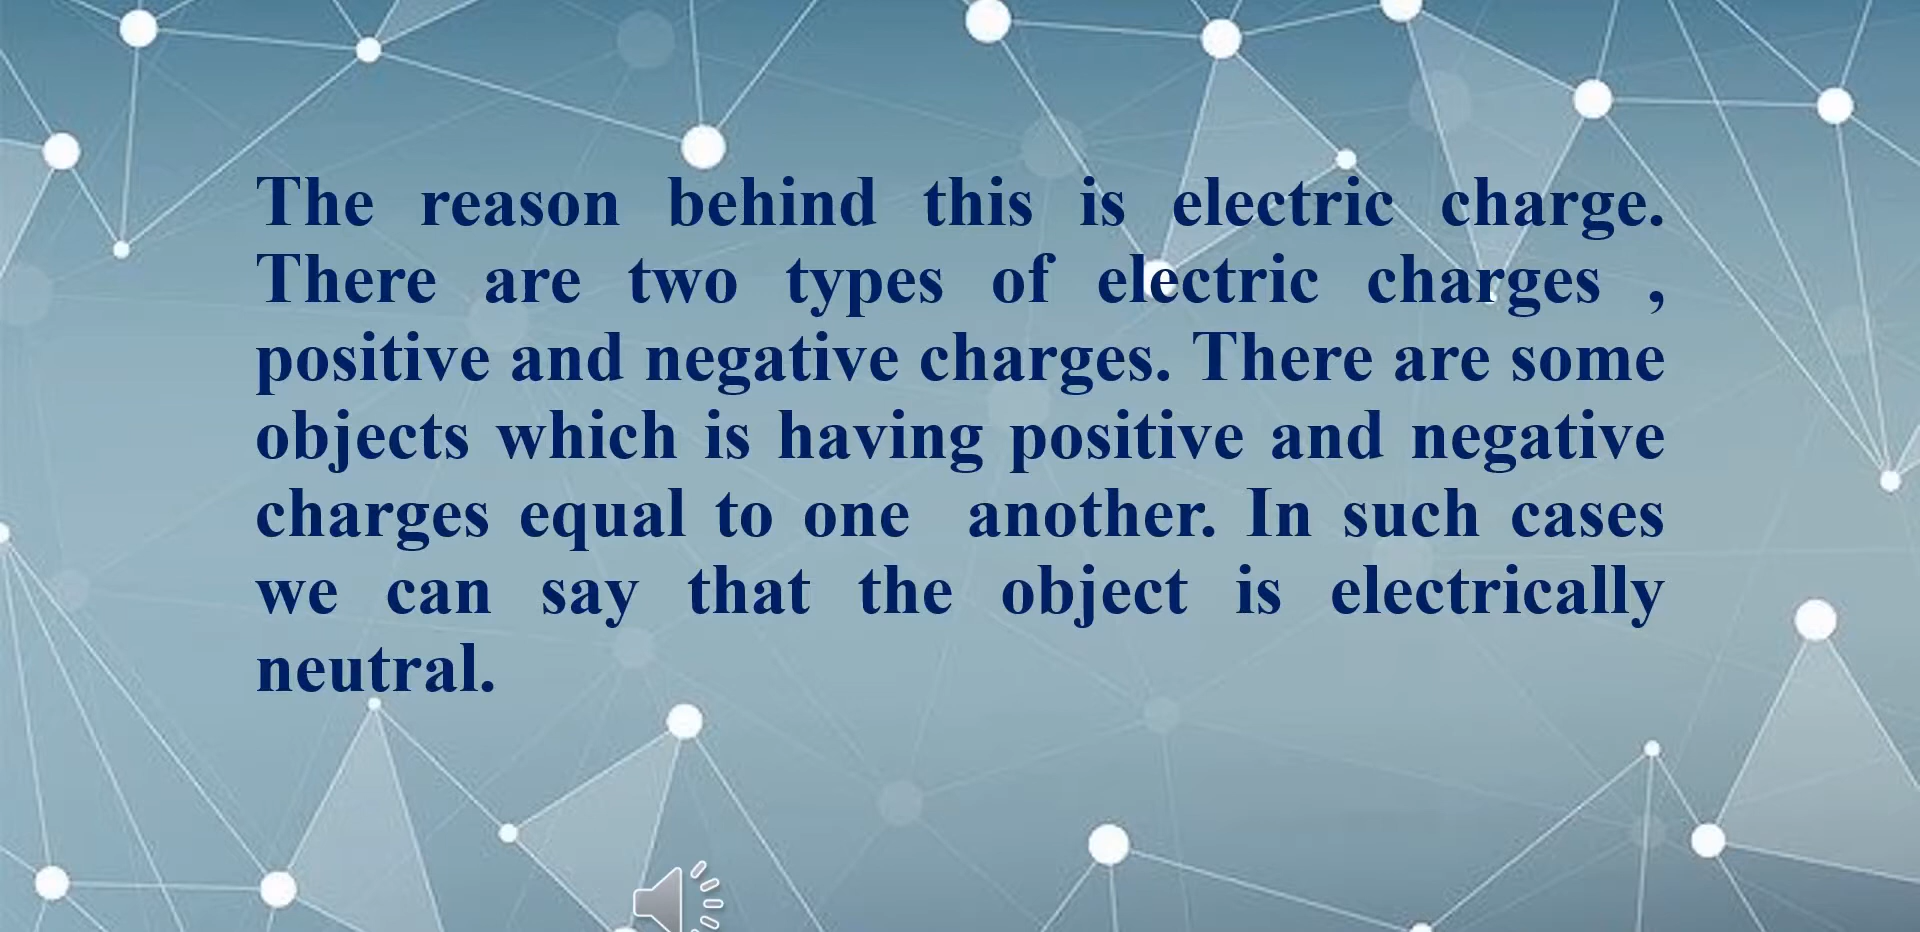 The reason behind this is electric charge.
There are two types of electric charges ,
positive and negative charges. There are some
objects which is having positive and negative
charges equal to one another. In such cases
we can say that the object is electrically
neutral.